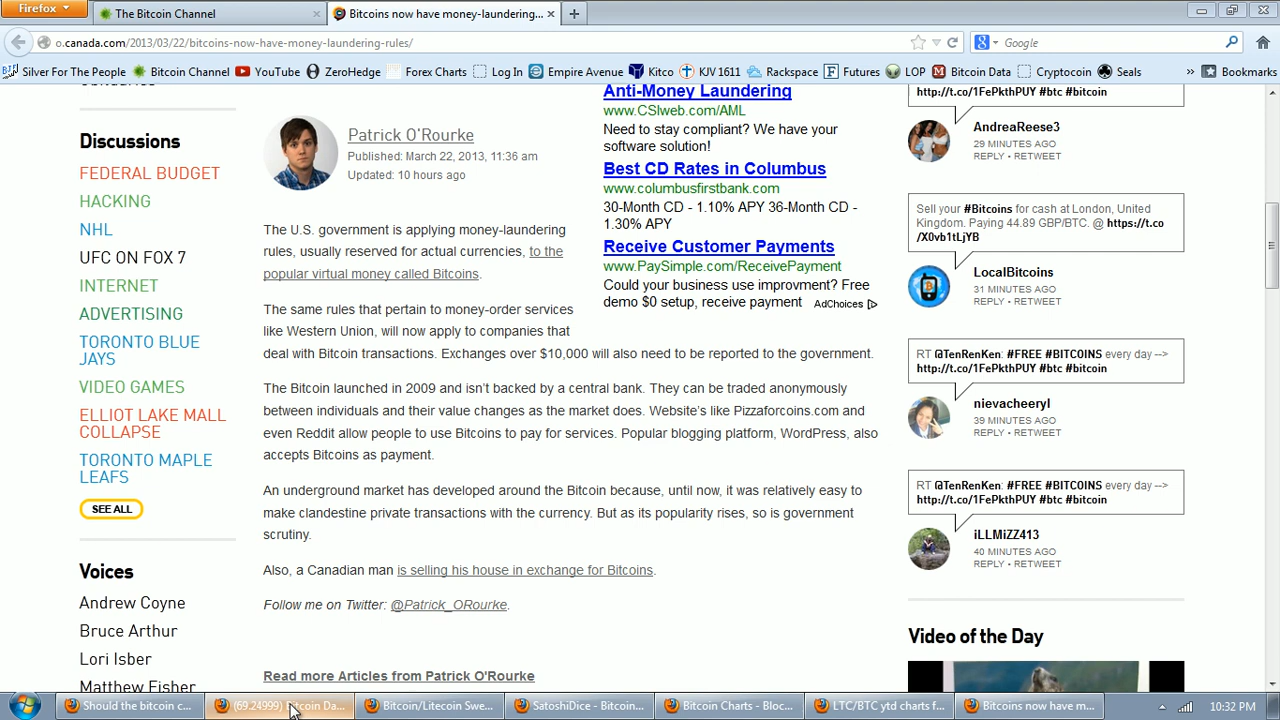 Firefox
The Bitcoin Channel
Bitcoins now have money-laundering...
o.canada.com/2013/03/22/bitcoins-now-have-money-laundering-rules/
Google
Silver For The People
Bitcoin Channel
YouTube
ZeroHedge
Forex Charts
Log In
Empire Avenue
Kitco
KJV 1611
Rackspace
Futures
LOP
Bitcoin Data
Cryptocoin
Seals
»
Bookmarks
Discussions
FEDERAL BUDGET
HACKING
NHL
UFC ON FOX 7
INTERNET
ADVERTISING
TORONTO BLUE
JAYS
VIDEO GAMES
ELLIOT LAKE MALL
COLLAPSE
TORONTO MAPLE
LEAFS
SEE ALL
Voices
Andrew Coyne
Bruce Arthur
Lori Isber
Matthew Fisher
Patrick O'Rourke
Published: March 22, 2013, 11:36 am
Updated: 10 hours ago
The U.S. government is applying money-laundering
rules, usually reserved for actual currencies, to the
popular virtual money called Bitcoins.
The same rules that pertain to money-order services
like Western Union, will now apply to companies that
deal with Bitcoin transactions. Exchanges over $10,000 will also need to be reported to the government.
The Bitcoin launched in 2009 and isn't backed by a central bank. They can be traded anonymously
between individuals and their value changes as the market does. Website's like Pizzaforcoins.com and
even Reddit allow people to use Bitcoins to pay for services. Popular blogging platform, WordPress, also
accepts Bitcoins as payment.
An underground market has developed around the Bitcoin because, until now, it was relatively easy to
make clandestine private transactions with the currency. But as its popularity rises, so is government
scrutiny.
Also, a Canadian man is selling his house in exchange for Bitcoins.
Follow me on Twitter: @Patrick_ORourke.
Read more Articles from Patrick O'Rourke
Anti-Money Laundering
www.CSIweb.com/AML
Need to stay compliant? We have your
software solution!
Best CD Rates in Columbus
www.columbusfirstbank.com
30-Month CD - 1.10% APY 36-Month CD -
1.30% APY
Receive Customer Payments
www.PaySimple.com/ReceivePayment
Could your business use improvment? Free
demo $0 setup, receive payment
AdChoices
http://t.co/1FePkthPUY #btc #bitcoin
AndreaReese3
29 MINUTES AGO
REPLY • RETWEET
Sell your #Bitcoins for cash at London, United
Kingdom. Paying 44.89 GBP/BTC. @ https://t.co
/X0vb1tLjYB
LocalBitcoins
31 MINUTES AGO
REPLY • RETWEET
RT @TenRenKen: #FREE #BITCOINS every day -->
http://t.co/1FePkthPUY #btc #bitcoin
nievacheeryl
39 MINUTES AGO
REPLY • RETWEET
RT @TenRenKen: #FREE #BITCOINS every day -->
http://t.co/1FePkthPUY #btc #bitcoin
iLLMiZZ413
40 MINUTES AGO
REPLY • RETWEET
Video of the Day
Should the bitcoin c...
(69.24999) Bitcoin Da...
Bitcoin/Litecoin Swe...
SatoshiDice - Bitcoin...
Bitcoin Charts - Bloc...
LTC/BTC ytd charts f...
Bitcoins now have m...
10:32 PM